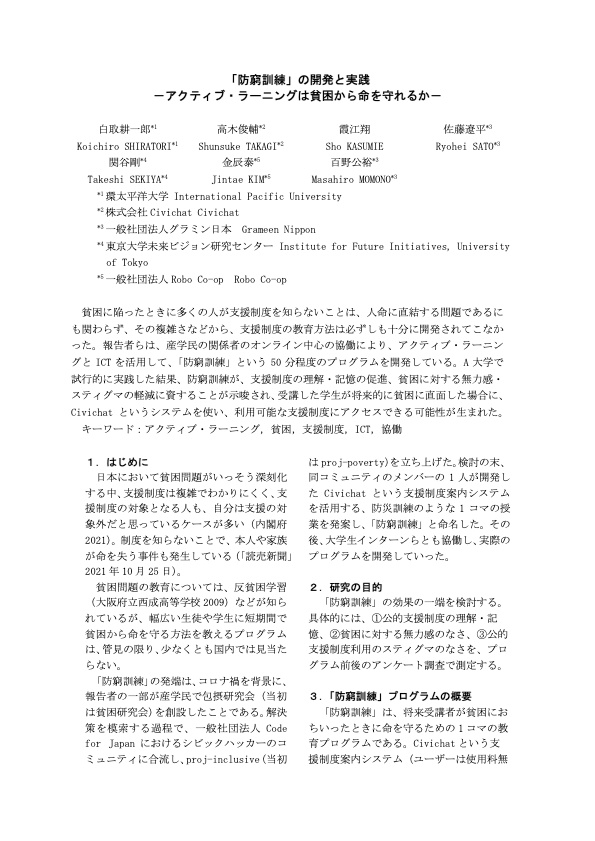 「防窮訓練」の開発と実践
－アクティブ・ラーニングは貧困から命を守れるか－
白取耕一郎*1 高木俊輔*2 霞江翔 佐藤遼平*3
Koichiro SHIRATORI*1 Shunsuke TAKAGI*2 Sho KASUMIE Ryohei SATO*3
関谷剛*4 金辰泰*5 百野公裕*3
Takeshi SEKIYA*4 Jintae KIM*5 Masahiro MOMONO*3
*1 環太平洋大学 International Pacific University
*2 株式会社 Civichat Civichat
*3 一般社団法人グラミン日本 Grameen Nippon
*4 東京大学未来ビジョン研究センター Institute for Future Initiatives, University
of Tokyo
*5 一般社団法人 Robo Co-op Robo Co-op
貧困に陥ったときに多くの人が支援制度を知らないことは、人命に直結する問題であるに
も関わらず、その複雑さなどから、支援制度の教育方法は必ずしも十分に開発されてこなか
った。報告者らは、産学民の関係者のオンライン中心の協働により、アクティブ・ラーニン
グと ICT を活用して、「防窮訓練」という 50 分程度のプログラムを開発している。A 大学で
試行的に実践した結果、防窮訓練が、支援制度の理解・記憶の促進、貧困に対する無力感・
スティグマの軽減に資することが示唆され、受講した学生が将来的に貧困に直面した場合に、
Civichat というシステムを使い、利用可能な支援制度にアクセスできる可能性が生まれた。
キーワード：アクティブ・ラーニング，貧困，支援制度，ICT，協働
１．はじめに
日本において貧困問題がいっそう深刻化
する中、支援制度は複雑でわかりにくく、支
援制度の対象となる人も、自分は支援の対
象外だと思っているケースが多い（内閣府
2021）。制度を知らないことで、本人や家族
が命を失う事件も発生している（「読売新聞」
2021 年 10 月 25 日）。
貧困問題の教育については、反貧困学習
（大阪府立西成高等学校 2009）などが知ら
れているが、幅広い生徒や学生に短期間で
貧困から命を守る方法を教えるプログラム
は、管見の限り、少なくとも国内では見当た
らない。
「防窮訓練」の発端は、コロナ禍を背景に、
報告者の一部が産学民で包摂研究会（当初
は貧困研究会）を創設したことである。解決
策を模索する過程で、一般社団法人 Code
for Japan におけるシビックハッカーのコ
ミュニティに合流し、proj-inclusive（当初
は proj-poverty）を立ち上げた。検討の末、
同コミュニティのメンバーの 1 人が開発し
た Civichat という支援制度案内システム
を活用する、防災訓練のような 1 コマの授
業を発案し、「防窮訓練」と命名した。その
後、大学生インターンらとも協働し、実際の
プログラムを開発していった。
２．研究の目的
「防窮訓練」の効果の一端を検討する。
具体的には、①公的支援制度の理解・記
憶、②貧困に対する無力感のなさ、③公的
支援制度利用のスティグマのなさを、プロ
グラム前後のアンケート調査で測定する。
３．「防窮訓練」プログラムの概要
「防窮訓練」は、将来受講者が貧困にお
ちいったときに命を守るための 1 コマの教
育プログラムである。Civichat という支
援制度案内システム（ユーザーは使用料無